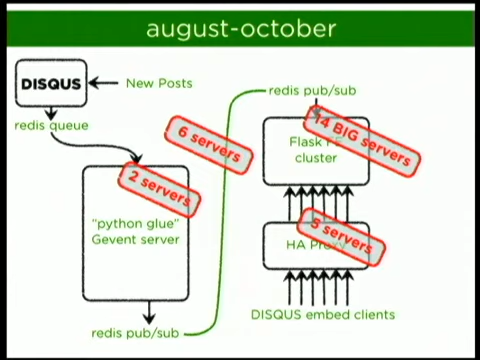 august-october
DISQUS
New Posts
redis queue
2 servers
"python glue"
Gevent server
redis pub/sub
6 servers
redis pub/sub
14 BIG servers
Flask FE
cluster
5 servers
HA Proxy
DISQUS embed clients